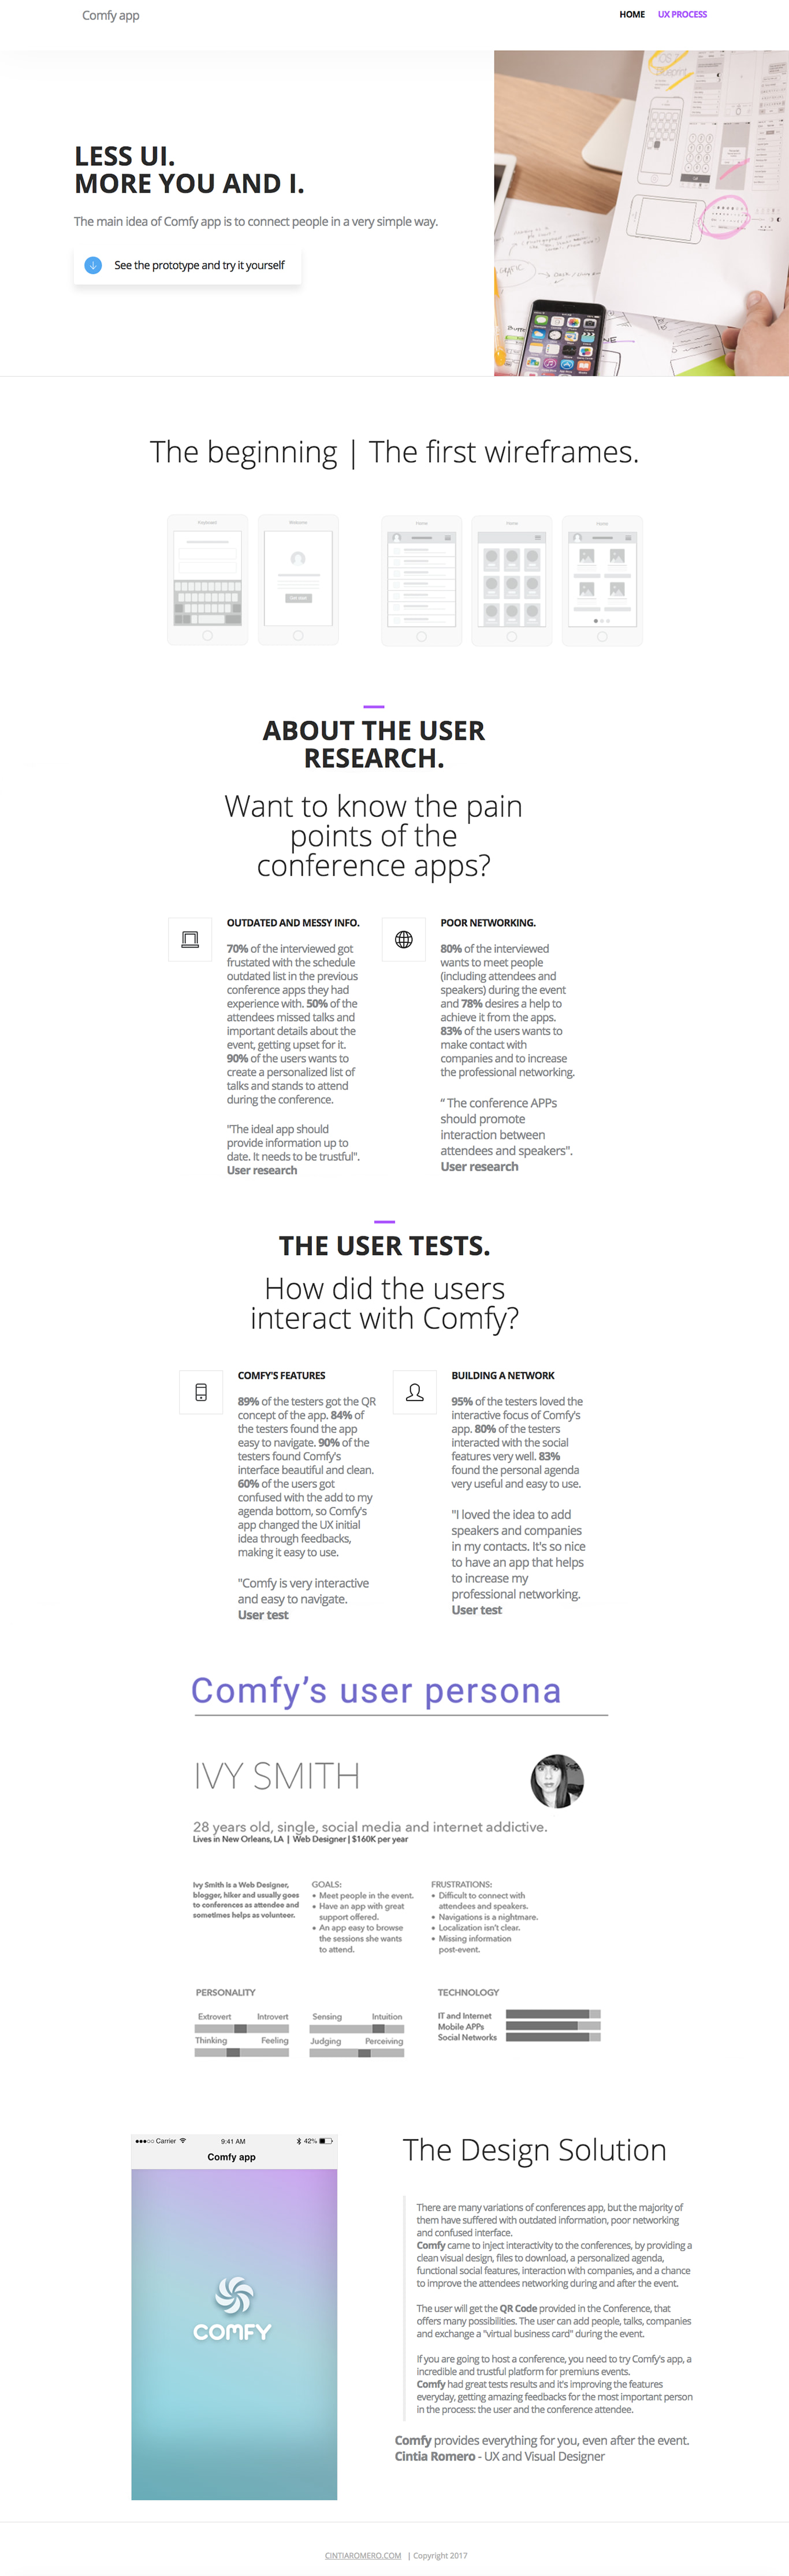 Comfy app
HOME UX PROCESS
LESS UI.
MORE YOU AND I.
The main idea of Comfy app is to connect people in a very simple way.
See the prototype and try it yourself
The beginning | The first wireframes.
Keyboard
Welcome
Home
Home
Home
ABOUT THE USER
RESEARCH.
Want to know the pain
points of the
conference apps?
OUTDATED AND MESSY INFO.
70% of the interviewed got
frustated with the schedule
outdated list in the previous
conference apps they had
experience with. 50% of the
attendees missed talks and
important details about the
event, getting upset for it.
90% of the users wants to
create a personalized list of
talks and stands to attend
during the conference.
"The ideal app should
provide information up to
date. It needs to be trustful".
User research
POOR NETWORKING.
80% of the interviewed
wants to meet people
(including attendees and
speakers) during the event
and 78% desires a help to
achieve it from the apps.
83% of the users wants to
make contact with
companies and to increase
the professional networking.
“ The conference APPs
should promote
interaction between
attendees and speakers".
User research
THE USER TESTS.
How did the users
interact with Comfy?
COMFY'S FEATURES
89% of the testers got the QR
concept of the app. 84% of
the testers found the app
easy to navigate. 90% of the
testers found Comfy's
interface beautiful and clean.
60% of the users got
confused with the add to my
agenda bottom, so Comfy's
app changed the UX initial
idea through feedbacks,
making it easy to use.
"Comfy is very interactive
and easy to navigate.
User test
BUILDING A NETWORK
95% of the testers loved the
interactive focus of Comfy's
app. 80% of the testers
interacted with the social
features very well. 83%
found the personal agenda
very useful and easy to use.
"I loved the idea to add
speakers and companies
in my contacts. It's so nice
to have an app that helps
to increase my
professional networking.
User test
Comfy’s user persona
IVY SMITH
28 years old, single, social media and internet addictive.
Lives in New Orleans, LA | Web Designer | $160K per year
Ivy Smith is a Web Designer,
blogger, hiker and usually goes
to conferences as attendee and
sometimes helps as volunteer.
GOALS:
• Meet people in the event.
• Have an app with great
support offered.
• An app easy to browse
the sessions she wants
to attend.
FRUSTRATIONS:
• Difficult to connect with
attendees and speakers.
• Navigations is a nightmare.
• Localization isn't clear.
• Missing information
post-event.
PERSONALITY
Extrovert Introvert
Thinking Feeling
Sensing Intuition
Judging Perceiving
TECHNOLOGY
IT and Internet
Mobile APPs
Social Networks
Carrier 9:41 AM 42%
Comfy app
COMFY
The Design Solution
There are many variations of conferences app, but the majority of
them have suffered with outdated information, poor networking
and confused interface.
Comfy came to inject interactivity to the conferences, by providing a
clean visual design, files to download, a personalized agenda,
functional social features, interaction with companies, and a chance
to improve the attendees networking during and after the event.
The user will get the QR Code provided in the Conference, that
offers many possibilities. The user can add people, talks, companies
and exchange a "virtual business card" during the event.
If you are going to host a conference, you need to try Comfy's app, a
incredible and trustful platform for premiuns events.
Comfy had great tests results and it's improving the features
everyday, getting amazing feedbacks for the most important person
in the process: the user and the conference attendee.
Comfy provides everything for you, even after the event.
Cintia Romero - UX and Visual Designer
CINTIAROMERO.COM | Copyright 2017